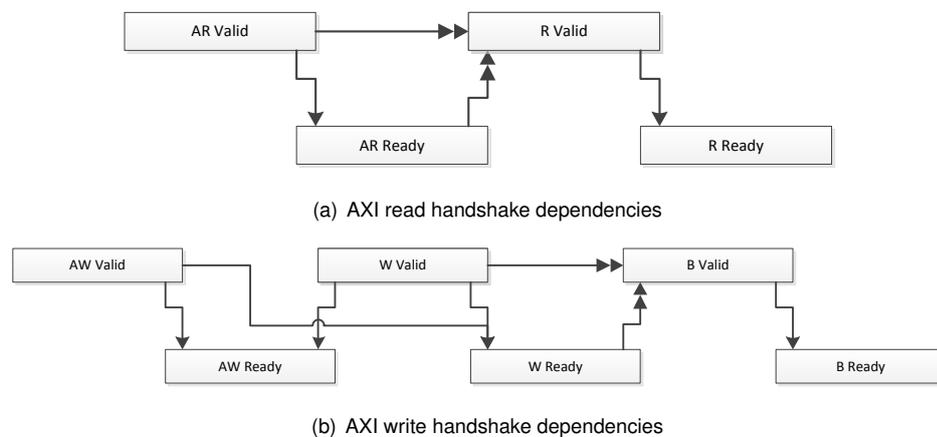 AR Valid
R Valid
AR Ready
R Ready
(a) AXI read handshake dependencies
AW Valid
W Valid
B Valid
AW Ready
W Ready
B Ready
(b) AXI write handshake dependencies